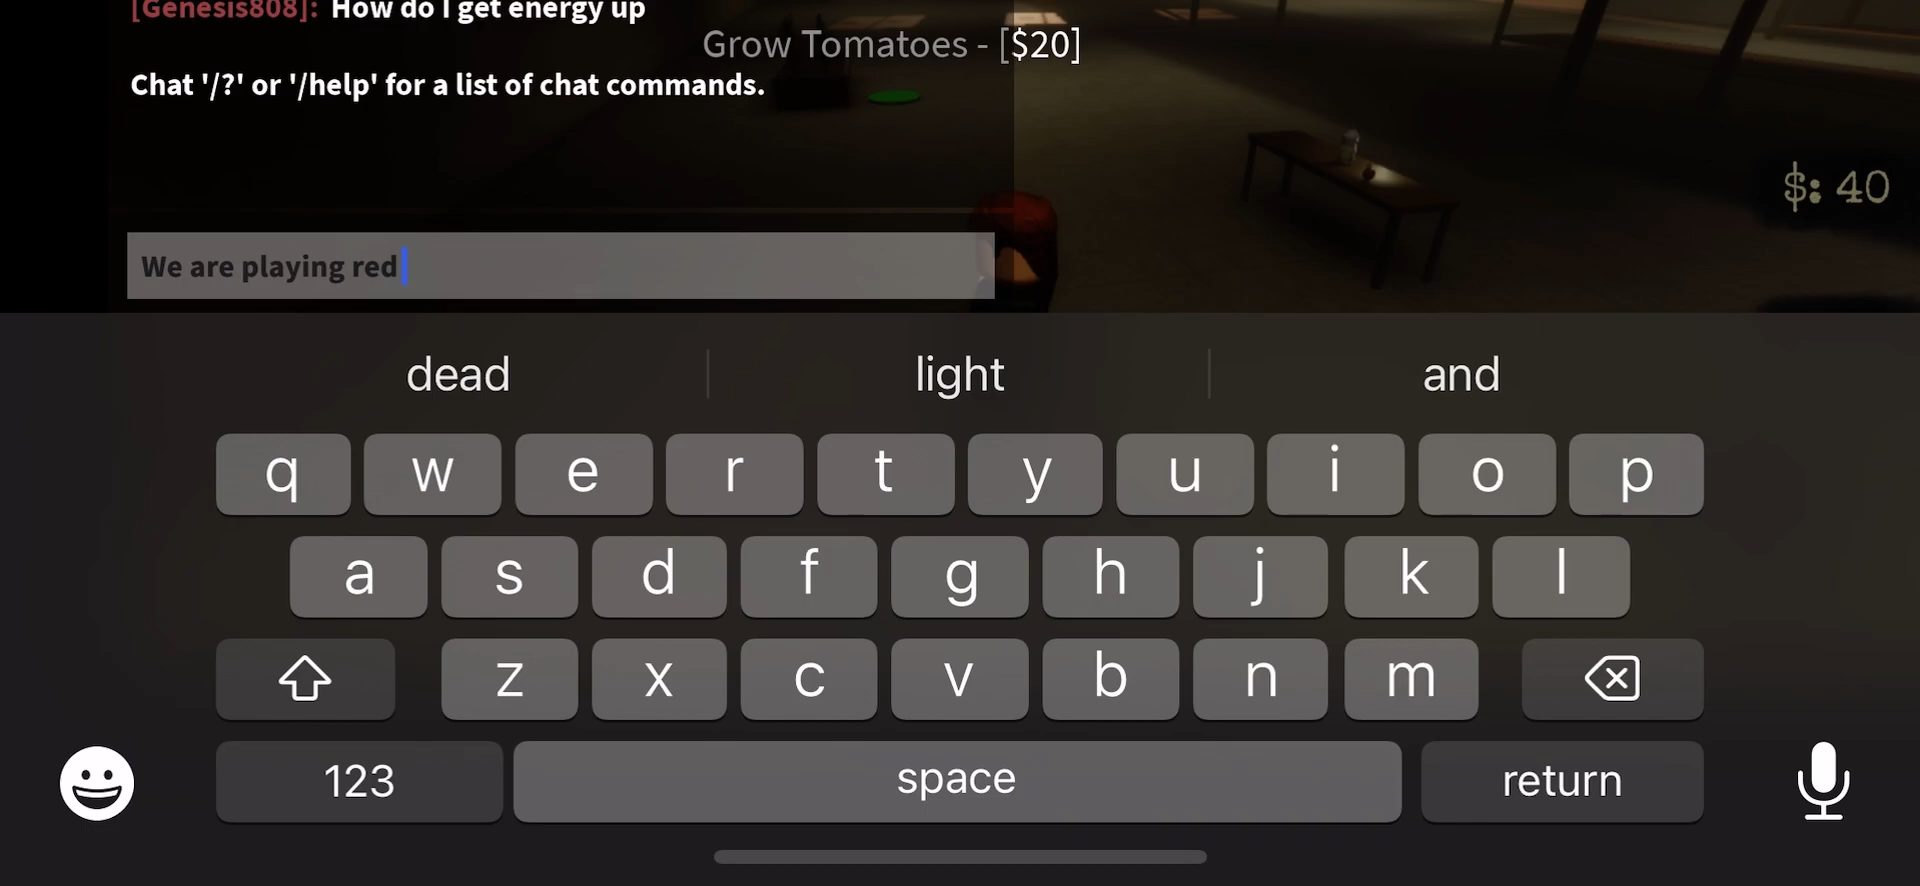 [Genesis808]: How do I get energy up
Grow Tomatoes - [$20]
Chat '/?' or '/help' for a list of chat commands.
$: 40
We are playing red
dead light and
q w e r t y u i o p
a s d f g h j k l
z x c v b n m
123 space return